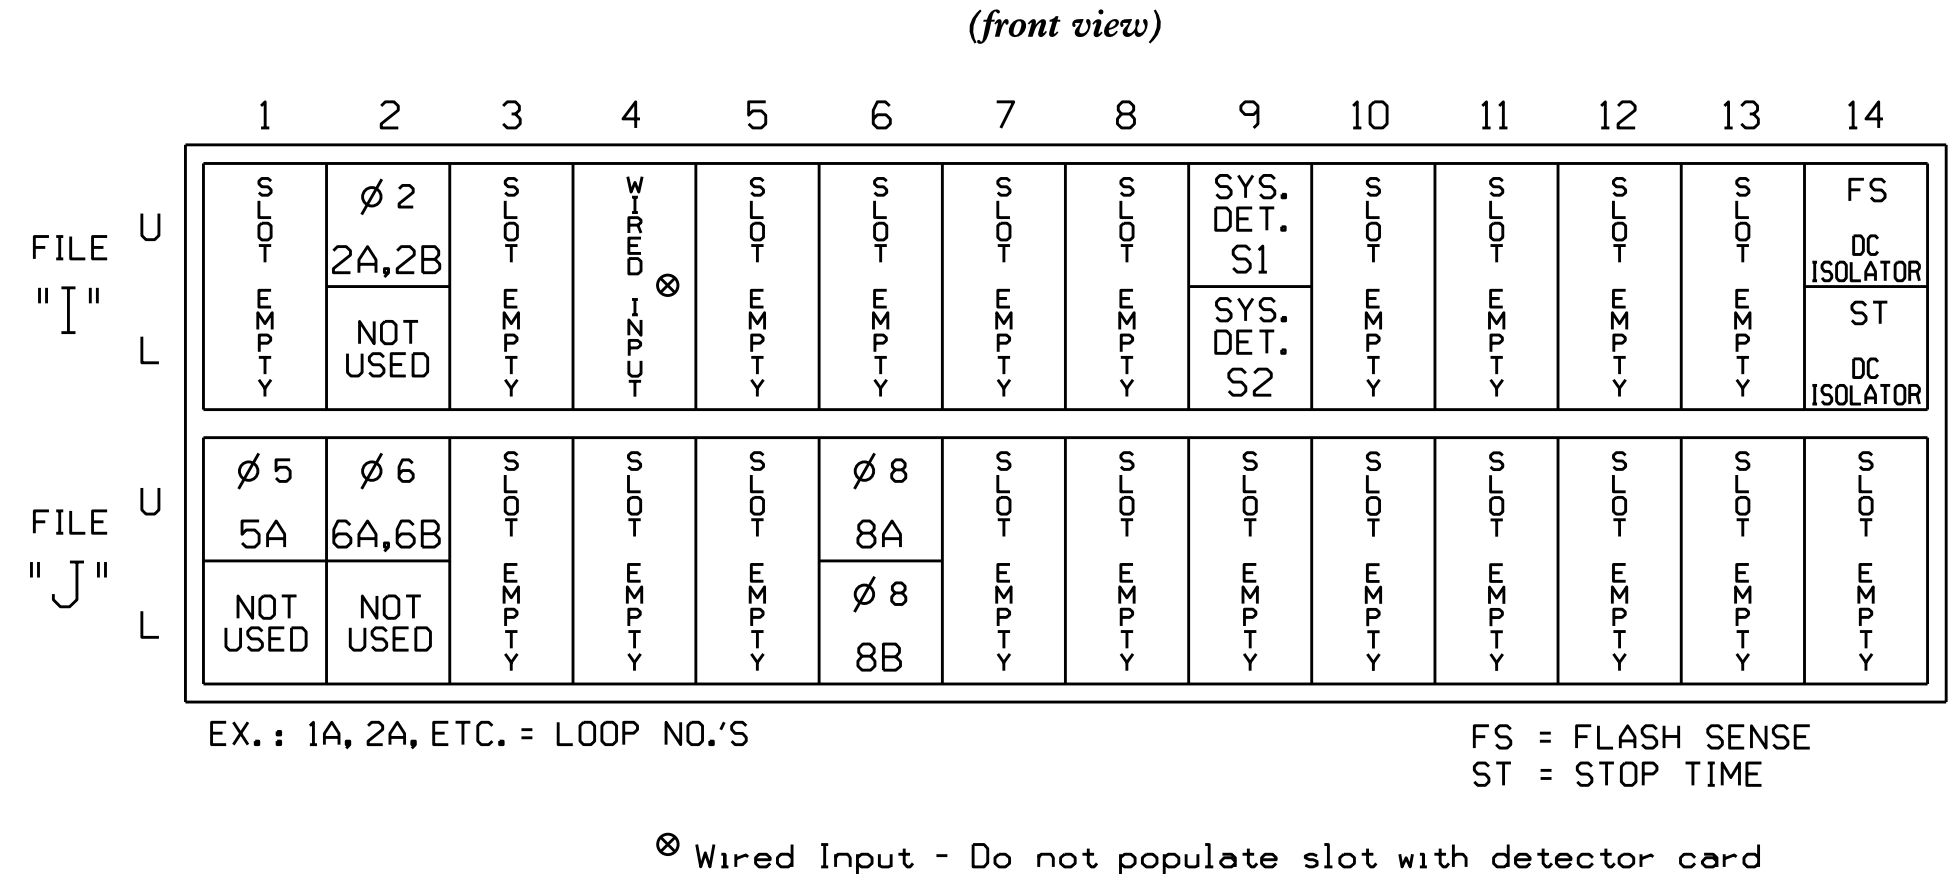 (front view)
1 2 3 4 5 6 7 8 9 10 11 12 13 14
FILE "I"
U
L
SLOT EMPTY
Ø 2
2A,2B
NOT USED
SLOT EMPTY
WIRED INPUT ⊗
SLOT EMPTY
SLOT EMPTY
SLOT EMPTY
SLOT EMPTY
SYS. DET. S1
SYS. DET. S2
SLOT EMPTY
SLOT EMPTY
SLOT EMPTY
SLOT EMPTY
FS
DC ISOLATOR
ST
DC ISOLATOR
FILE "J"
U
L
Ø 5
5A
NOT USED
Ø 6
6A,6B
NOT USED
SLOT EMPTY
SLOT EMPTY
SLOT EMPTY
Ø 8
8A
Ø 8
8B
SLOT EMPTY
SLOT EMPTY
SLOT EMPTY
SLOT EMPTY
SLOT EMPTY
SLOT EMPTY
SLOT EMPTY
SLOT EMPTY
EX.: 1A, 2A, ETC. = LOOP NO.'S
FS = FLASH SENSE
ST = STOP TIME
⊗ Wired Input - Do not populate slot with detector card